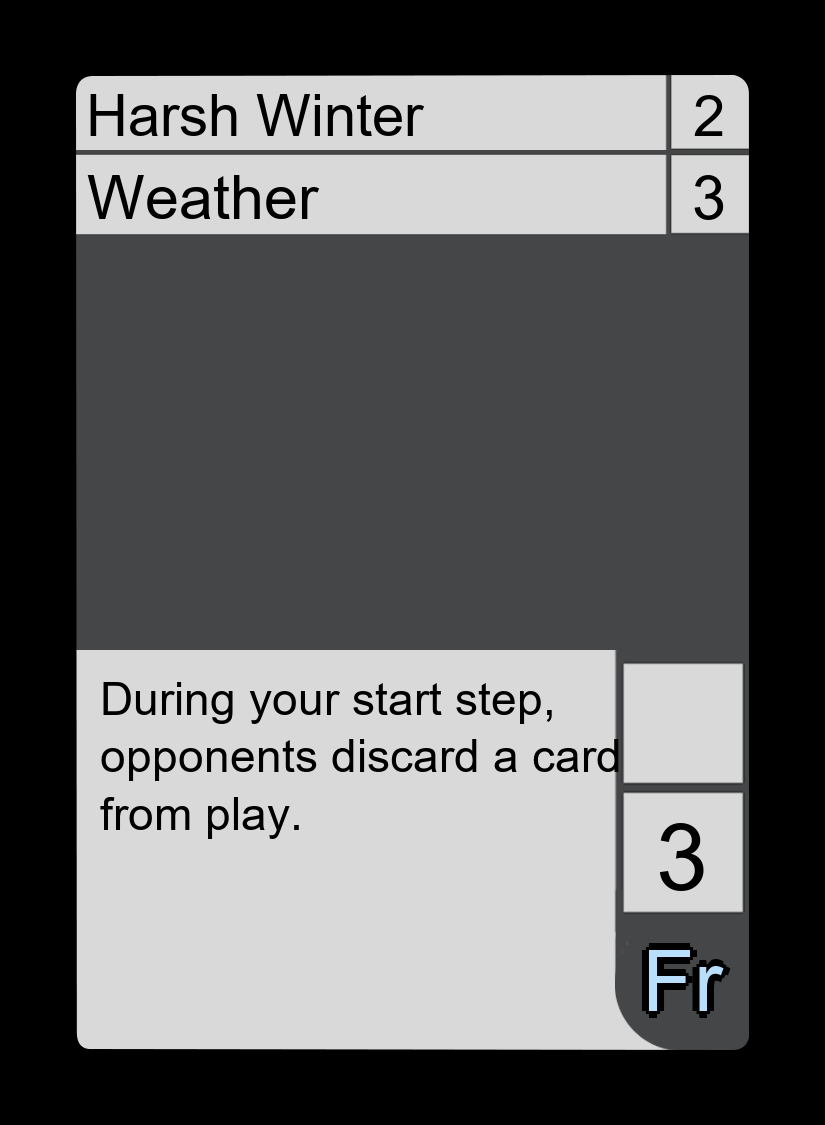 Harsh Winter 2
Weather 3
During your start step,
opponents discard a card
from play.
3
Fr